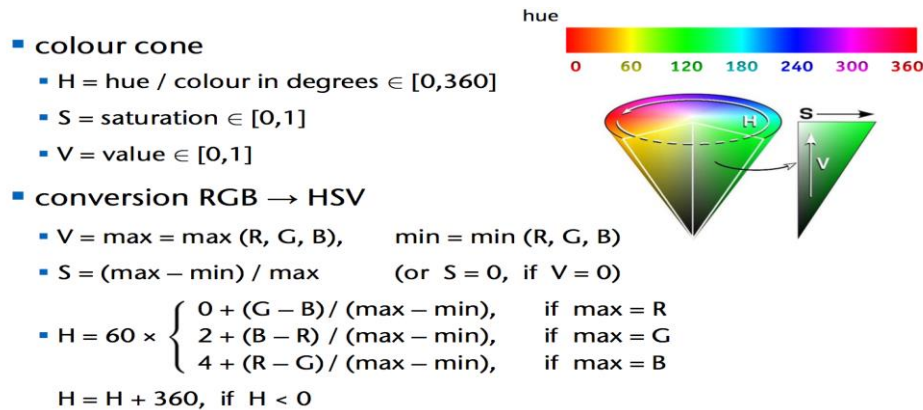 hue
0 60 120 180 240 300 360
▪ colour cone
▪ H = hue / colour in degrees ∈ [0,360]
▪ S = saturation ∈ [0,1]
▪ V = value ∈ [0,1]
H
S
V
▪ conversion RGB → HSV
▪ V = max = max (R, G, B), min = min (R, G, B)
▪ S = (max – min) / max (or S = 0, if V = 0)
▪ H = 60 × {
0 + (G – B) / (max – min), if max = R
2 + (B – R) / (max – min), if max = G
4 + (R – G) / (max – min), if max = B
H = H + 360, if H < 0